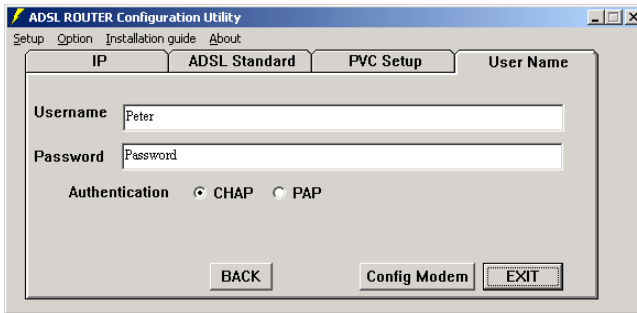 ADSL ROUTER Configuration Utility
Setup Option Installation guide About
IP ADSL Standard PVC Setup User Name
Username Peter
Password Password
Authentication CHAP PAP
BACK Config Modem EXIT